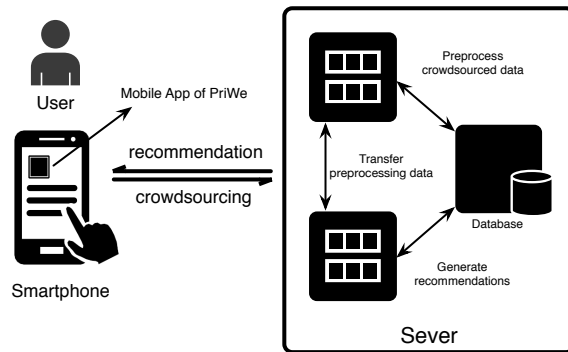 User
Mobile App of PriWe
Smartphone
recommendation
crowdsourcing
Preprocess
crowdsourced data
Transfer
preprocessing data
Database
Generate
recommendations
Sever